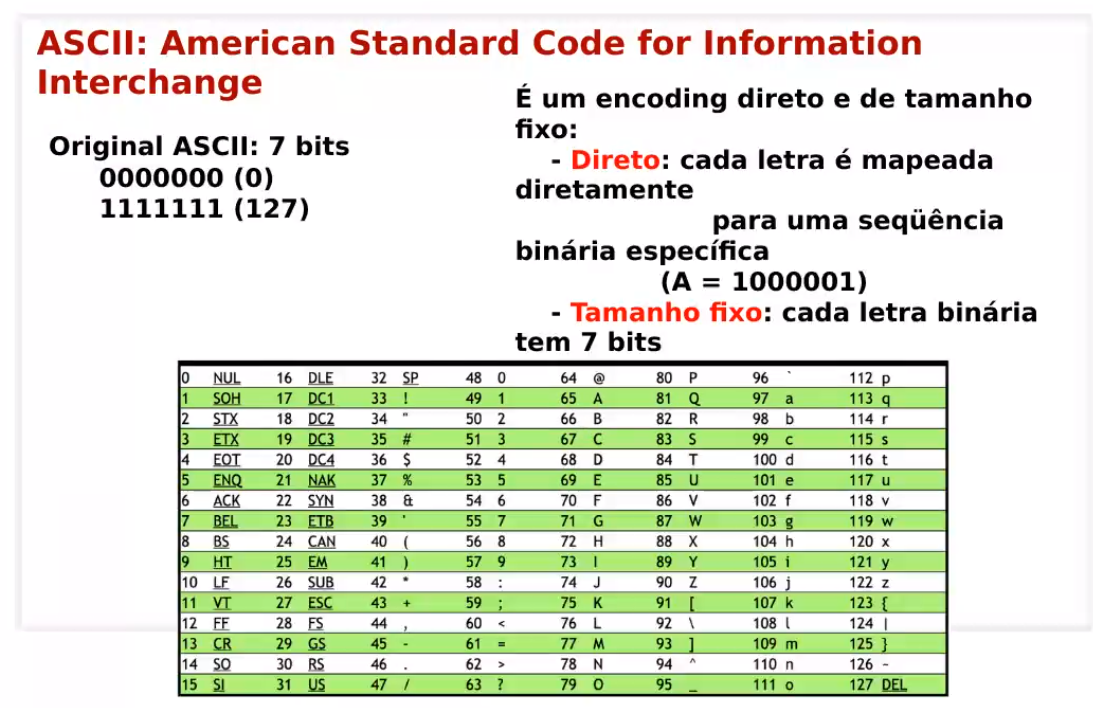 ASCII: American Standard Code for Information
Interchange
Original ASCII: 7 bits
0000000 (0)
1111111 (127)
É um encoding direto e de tamanho
fixo:
- Direto: cada letra é mapeada
diretamente
para uma seqüência
binária específica
(A = 1000001)
- Tamanho fixo: cada letra binária
tem 7 bits
0 NUL 16 DLE 32 SP 48 0 64 @ 80 P 96 ` 112 p
1 SOH 17 DC1 33 ! 49 1 65 A 81 Q 97 a 113 q
2 STX 18 DC2 34 " 50 2 66 B 82 R 98 b 114 r
3 ETX 19 DC3 35 # 51 3 67 C 83 S 99 c 115 s
4 EOT 20 DC4 36 $ 52 4 68 D 84 T 100 d 116 t
5 ENQ 21 NAK 37 % 53 5 69 E 85 U 101 e 117 u
6 ACK 22 SYN 38 & 54 6 70 F 86 V 102 f 118 v
7 BEL 23 ETB 39 ' 55 7 71 G 87 W 103 g 119 w
8 BS 24 CAN 40 ( 56 8 72 H 88 X 104 h 120 x
9 HT 25 EM 41 ) 57 9 73 I 89 Y 105 i 121 y
10 LF 26 SUB 42 * 58 : 74 J 90 Z 106 j 122 z
11 VT 27 ESC 43 + 59 ; 75 K 91 [ 107 k 123 {
12 FF 28 FS 44 , 60 < 76 L 92 \ 108 l 124 |
13 CR 29 GS 45 - 61 = 77 M 93 ] 109 m 125 }
14 SO 30 RS 46 . 62 > 78 N 94 ^ 110 n 126 ~
15 SI 31 US 47 / 63 ? 79 O 95 _ 111 o 127 DEL